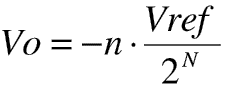 Vo = −n · Vref / 2^N